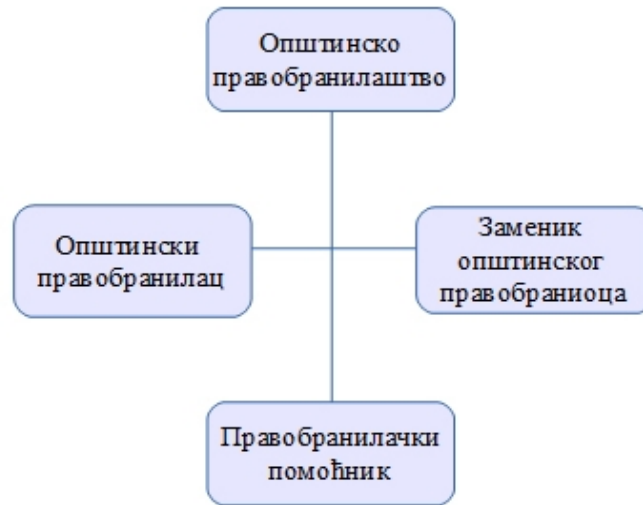 Општинско
правобранилаштво
Општински
правобранилац
Заменик
општинског
правобраниоца
Правобранилачки
помоћник